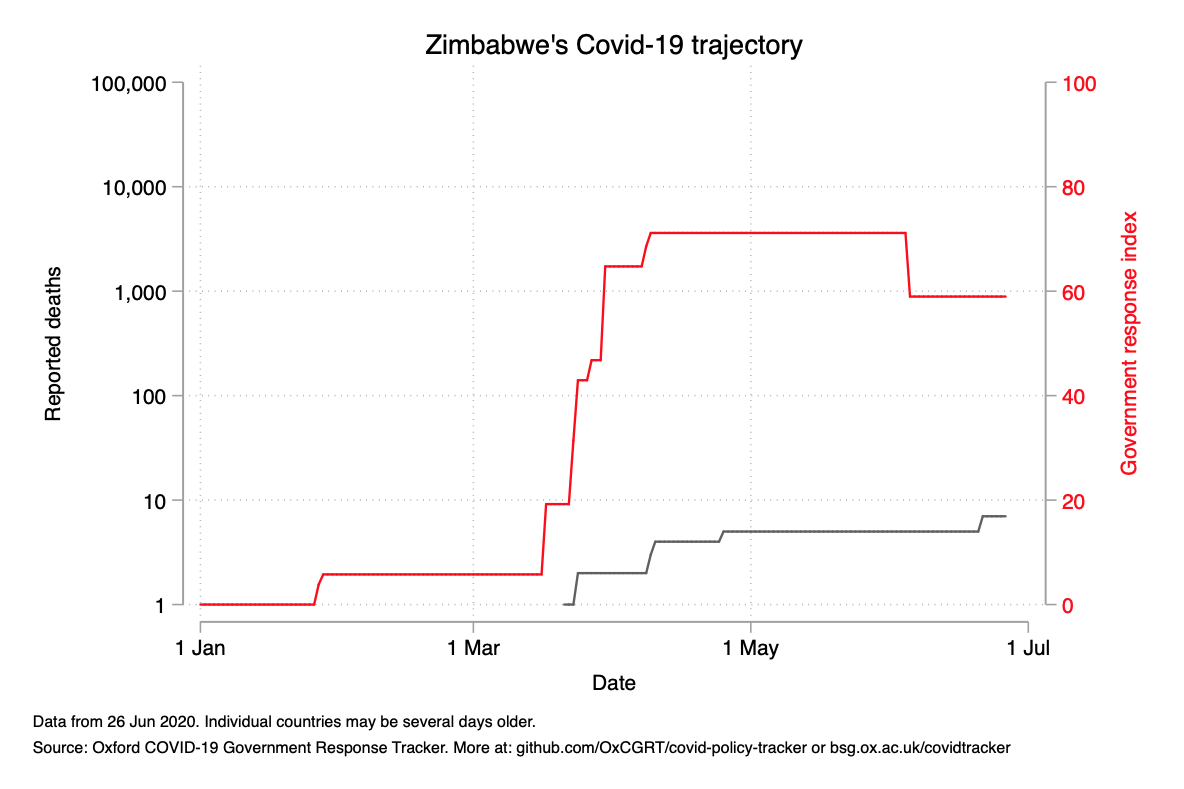 Zimbabwe's Covid-19 trajectory
100,000
10,000
1,000
100
10
1
Reported deaths
100
80
60
40
20
0
Government response index
1 Jan
1 Mar
1 May
1 Jul
Date
Data from 26 Jun 2020. Individual countries may be several days older.
Source: Oxford COVID-19 Government Response Tracker. More at: github.com/OxCGRT/covid-policy-tracker or bsg.ox.ac.uk/covidtracker